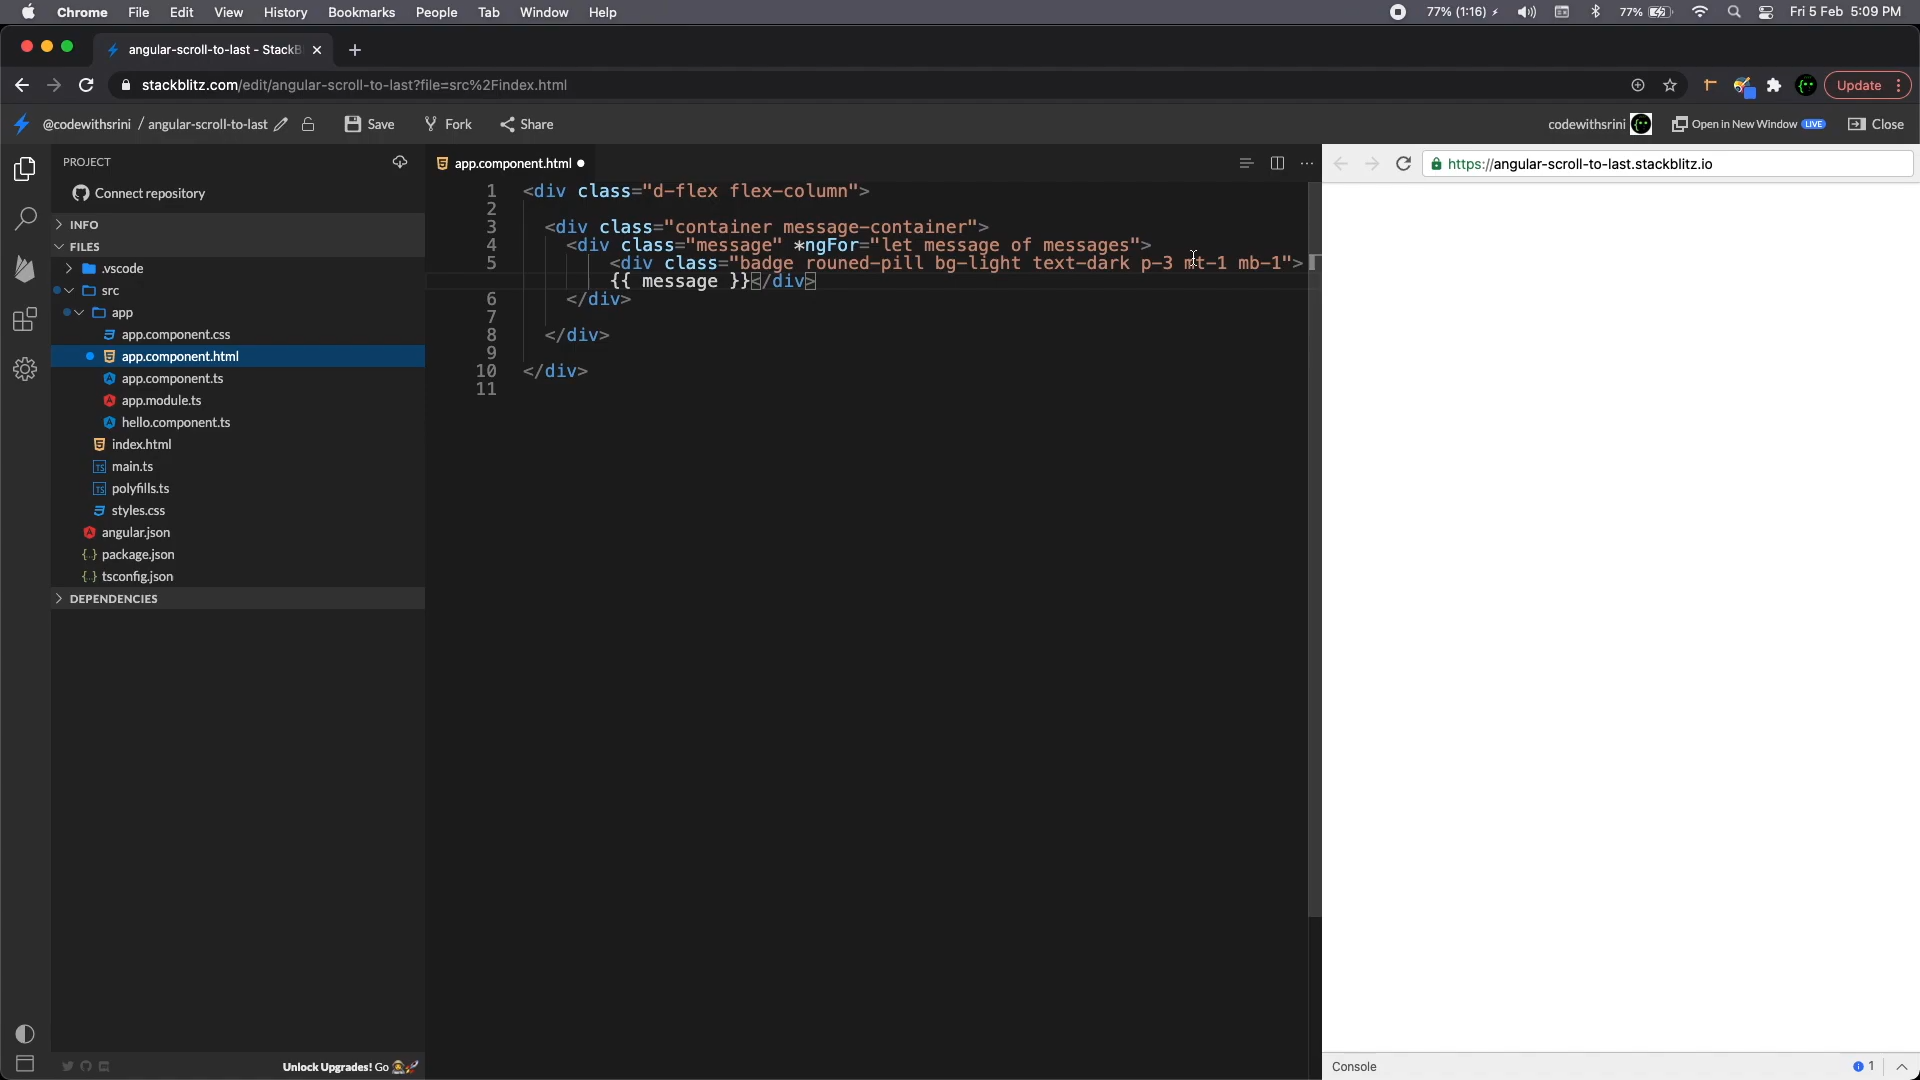 Chrome File Edit View History Bookmarks People Tab Window Help 77% (1:16) 77% Fri 5 Feb 5:09 PM
angular-scroll-to-last - StackB
stackblitz.com/edit/angular-scroll-to-last?file=src%2Findex.html Update
@codewithsrini / angular-scroll-to-last Save Fork Share codewithsrini Open in New Window LIVE Close
PROJECT
Connect repository
INFO
FILES
.vscode
src
app
app.component.css
app.component.html
app.component.ts
app.module.ts
hello.component.ts
index.html
main.ts
polyfills.ts
styles.css
angular.json
package.json
tsconfig.json
DEPENDENCIES
Unlock Upgrades! Go
app.component.html
1 <div class="d-flex flex-column">
2
3 <div class="container message-container">
4 <div class="message" *ngFor="let message of messages">
5 <div class="badge rouned-pill bg-light text-dark p-3 mt-1 mb-1">
{{ message }}</div>
6 </div>
7
8 </div>
9
10 </div>
11
https://angular-scroll-to-last.stackblitz.io
Console 1